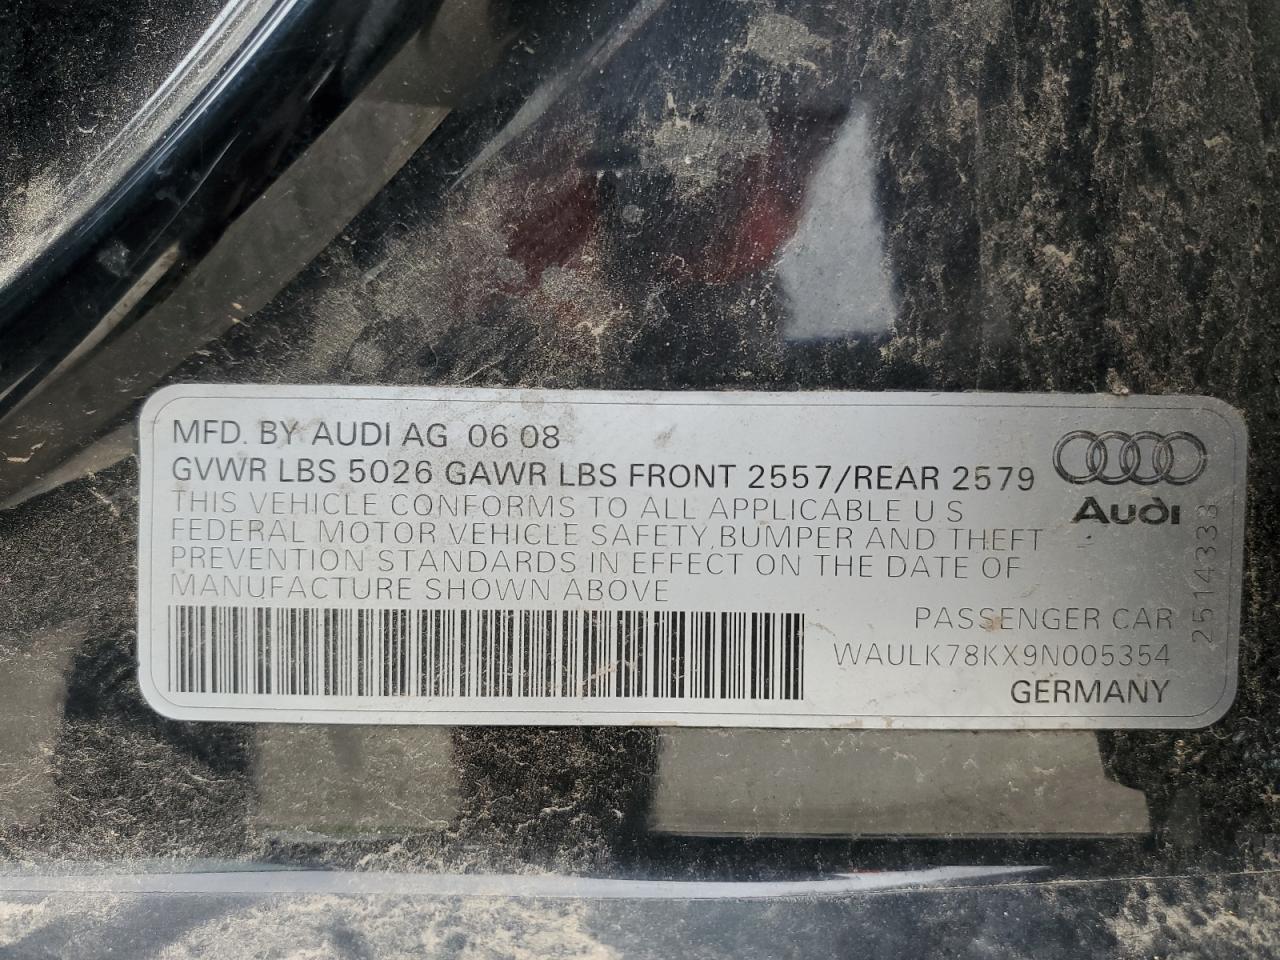 MFD. BY AUDI AG 06 08
GVWR LBS 5026 GAWR LBS FRONT 2557/REAR 2579
THIS VEHICLE CONFORMS TO ALL APPLICABLE U S
FEDERAL MOTOR VEHICLE SAFETY, BUMPER AND THEFT
PREVENTION STANDARDS IN EFFECT ON THE DATE OF
MANUFACTURE SHOWN ABOVE
Audi
PASSENGER CAR
WAULK78KX9N005354
GERMANY
2514333